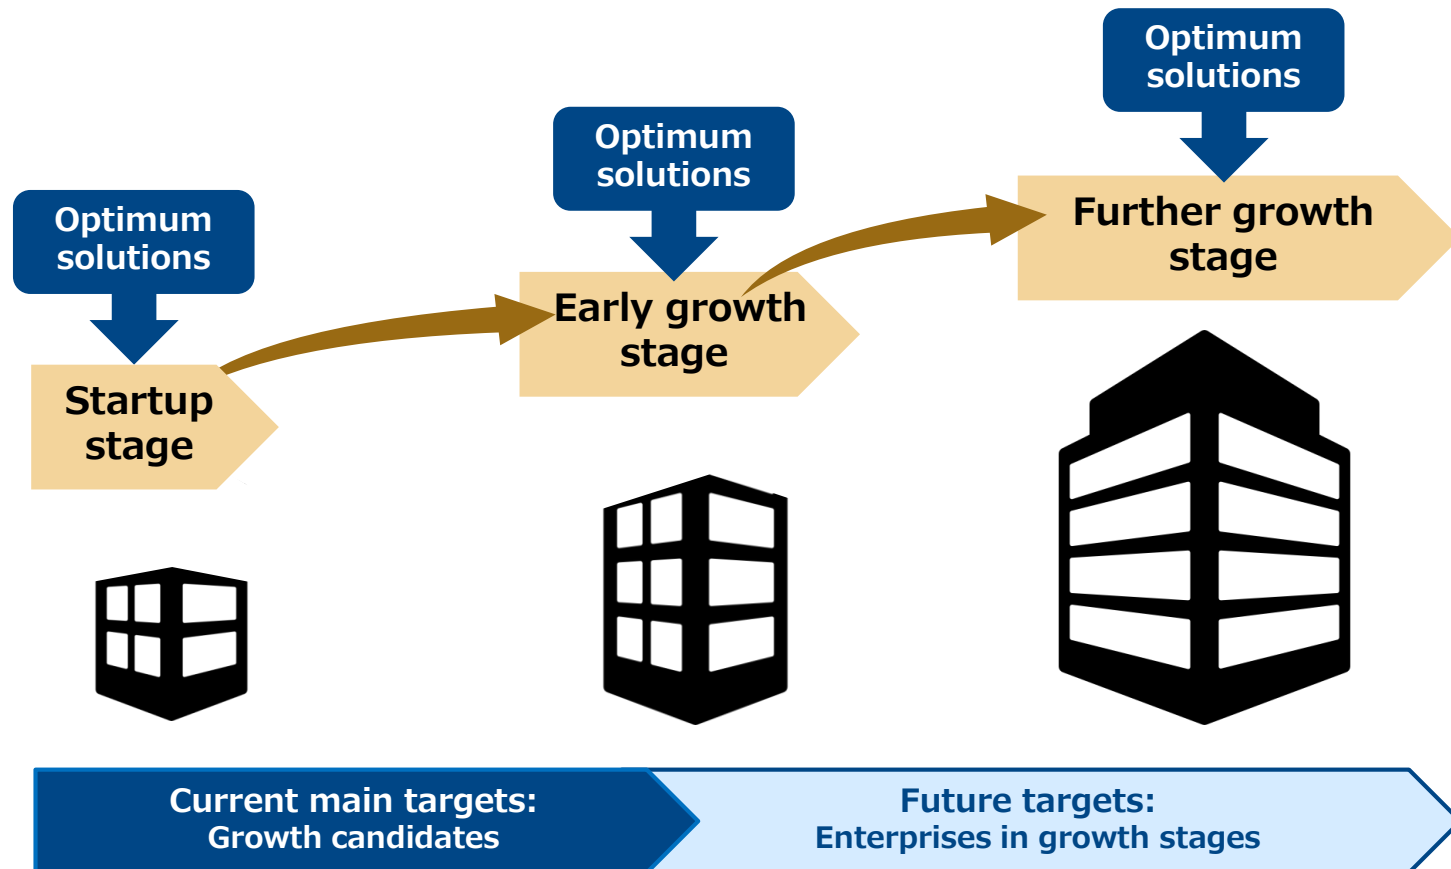 Optimum
solutions
Startup
stage
Optimum
solutions
Early growth
stage
Optimum
solutions
Further growth
stage
Current main targets:
Growth candidates
Future targets:
Enterprises in growth stages